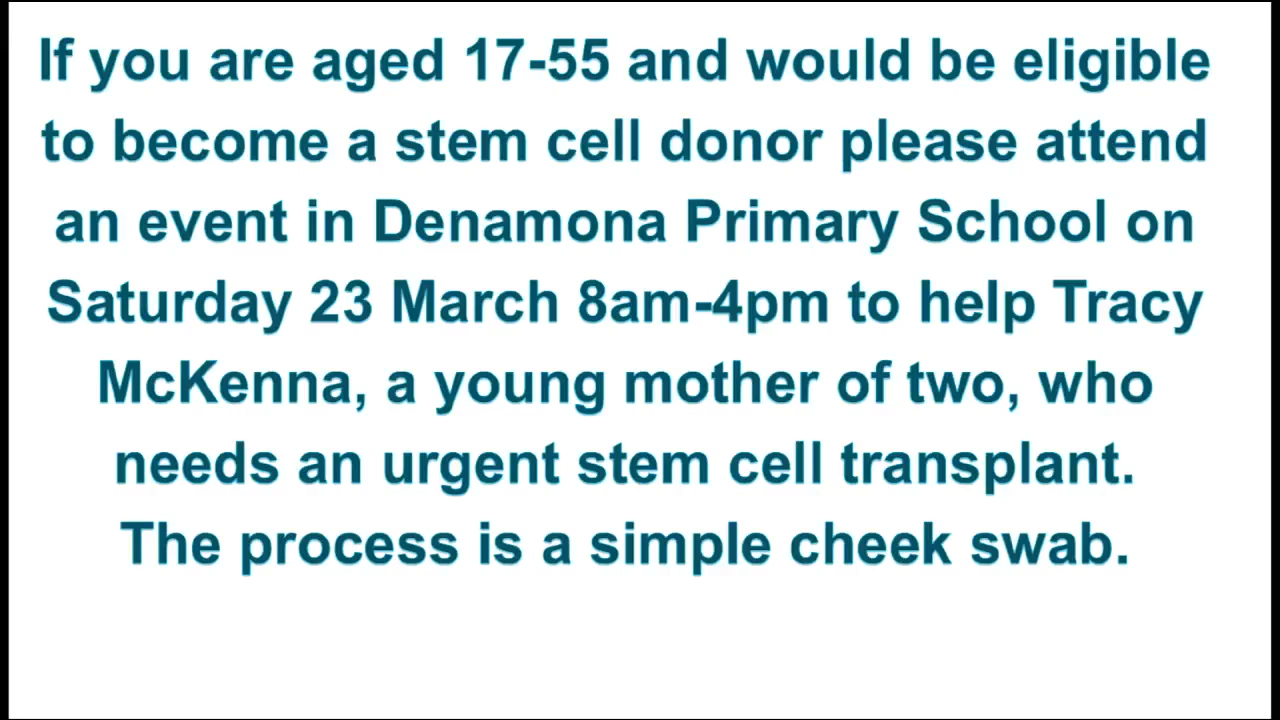 If you are aged 17-55 and would be eligible
to become a stem cell donor please attend
an event in Denamona Primary School on
Saturday 23 March 8am-4pm to help Tracy
McKenna, a young mother of two, who
needs an urgent stem cell transplant.
The process is a simple cheek swab.